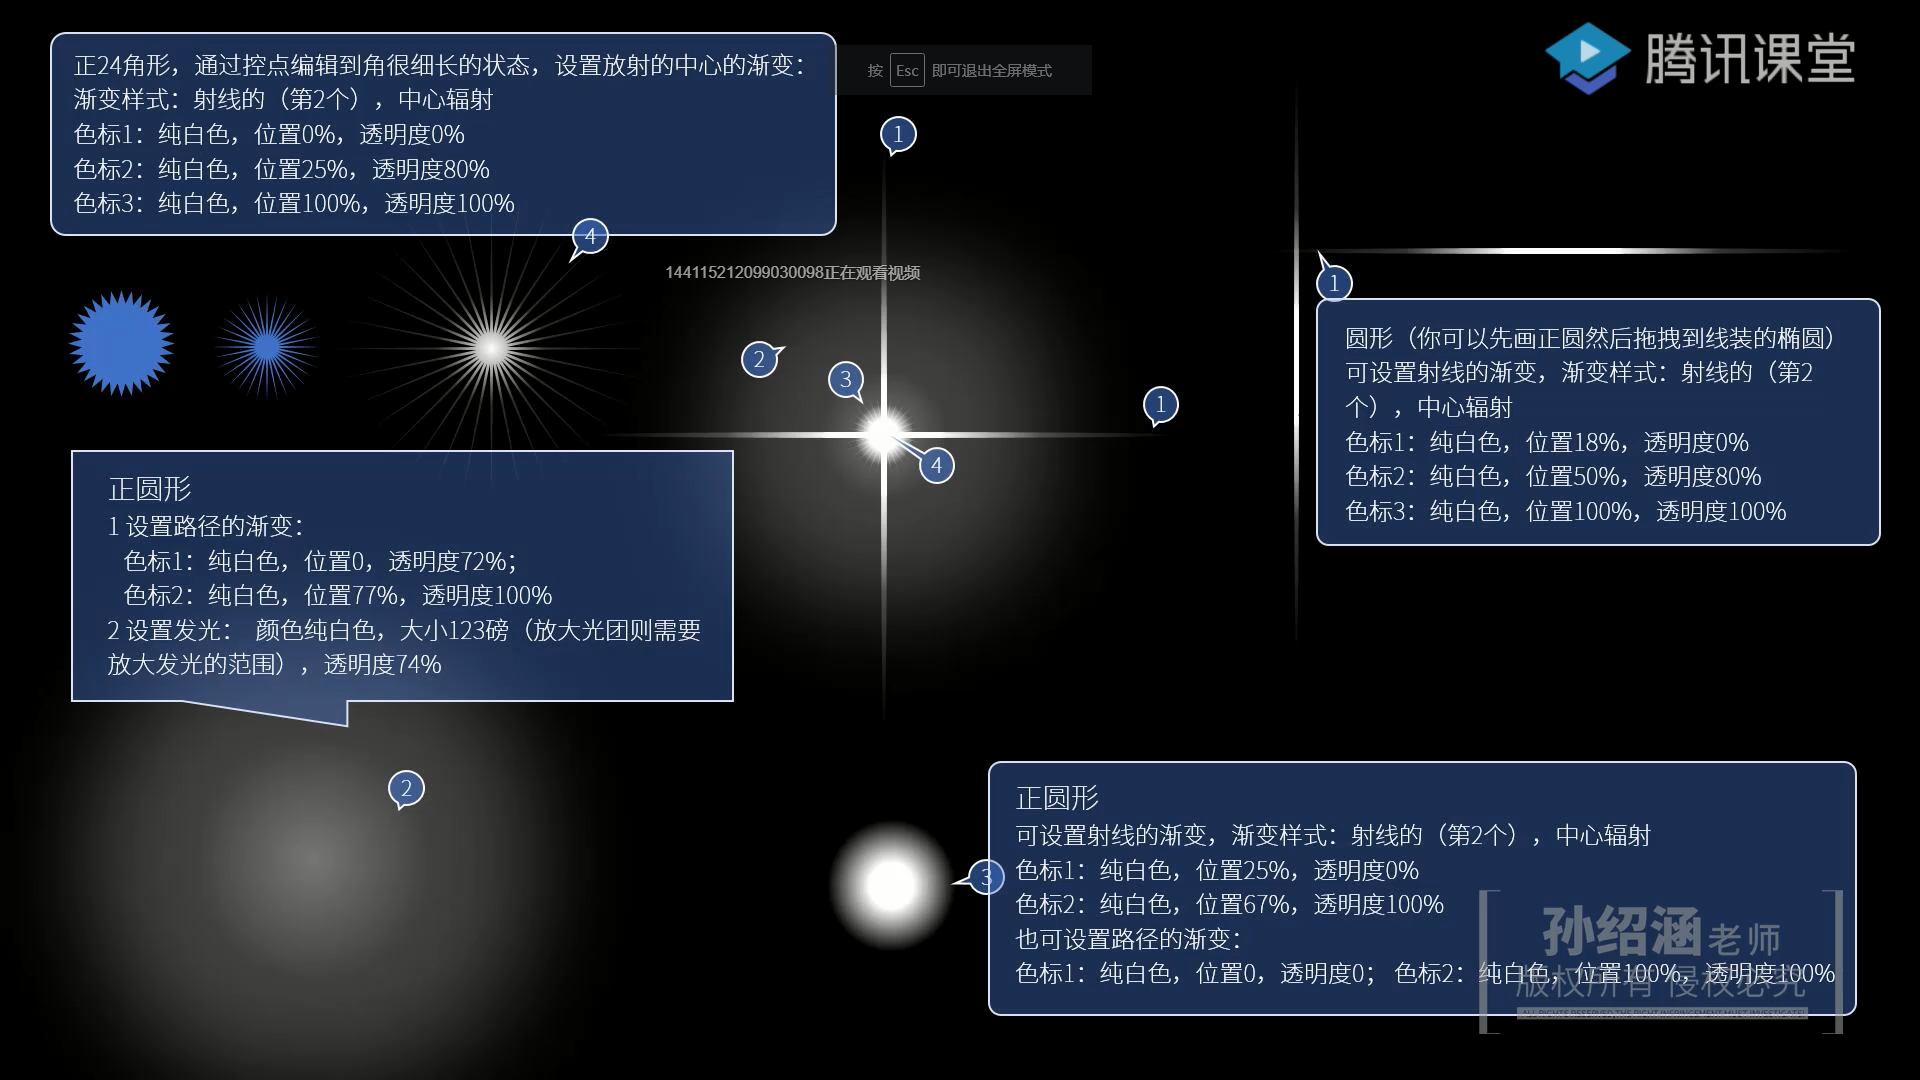 正24角形，通过控点编辑到角很细长的状态，设置放射的中心的渐变：
渐变样式：射线的（第2个），中心辐射
色标1：纯白色，位置0%，透明度0%
色标2：纯白色，位置25%，透明度80%
色标3：纯白色，位置100%，透明度100%
按 Esc 即可退出全屏模式
腾讯课堂
1
4
144115212099030098正在观看视频
1
2
3
1
4
圆形（你可以先画正圆然后拖拽到线装的椭圆）
可设置射线的渐变，渐变样式：射线的（第2
个），中心辐射
色标1：纯白色，位置18%，透明度0%
色标2：纯白色，位置50%，透明度80%
色标3：纯白色，位置100%，透明度100%
正圆形
1 设置路径的渐变：
色标1：纯白色，位置0，透明度72%；
色标2：纯白色，位置77%，透明度100%
2 设置发光： 颜色纯白色，大小123磅（放大光团则需要
放大发光的范围），透明度74%
2
3
正圆形
可设置射线的渐变，渐变样式：射线的（第2个），中心辐射
色标1：纯白色，位置25%，透明度0%
色标2：纯白色，位置67%，透明度100%
也可设置路径的渐变：
色标1：纯白色，位置0，透明度0； 色标2：纯白色，位置100%，透明度100%
孙绍涵老师
版权所有 侵权必究
ALL RIGHTS RESERVED THE RIGHT INFRINGEMENT MUST INVESTIGATE!